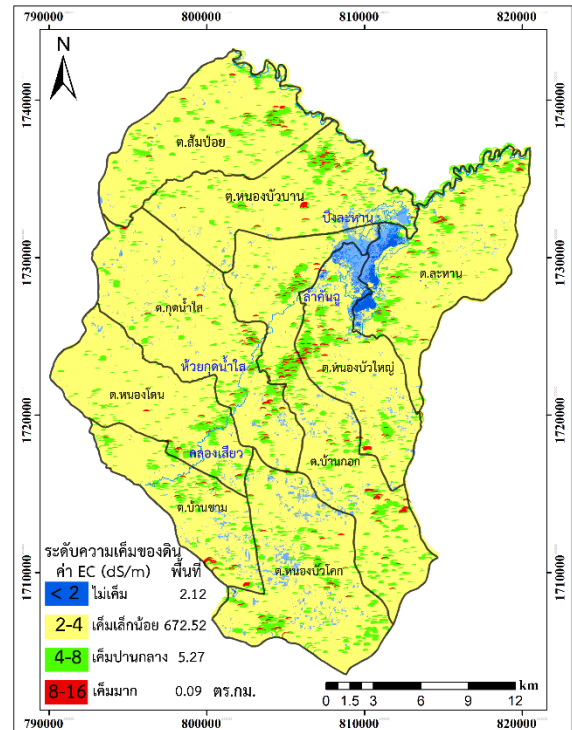 790000 800000 810000 820000
N
1740000 1740000
ต.ส้มป่อย
ต.หนองบัวบาน
บึงละหาน
1730000 1730000
ต.ละหาน
ลำคันฉู
ต.กุดน้ำใส
ห้วยกุดน้ำใส
ต.หนองบัวใหญ่
ต.หนองโดน
1720000 1720000
คลองเสียว
ต.บ้านกอก
ต.บ้านขาม
ระดับความเค็มของดิน
ค่า EC (dS/m) พื้นที่
1710000 1710000
ต.หนองบัวโคก
< 2 ไม่เค็ม 2.12
2-4 เค็มเล็กน้อย 672.52
4-8 เค็มปานกลาง 5.27
8-16 เค็มมาก 0.09 ตร.กม.
km
0 1.5 3 6 9 12
790000 800000 810000 820000